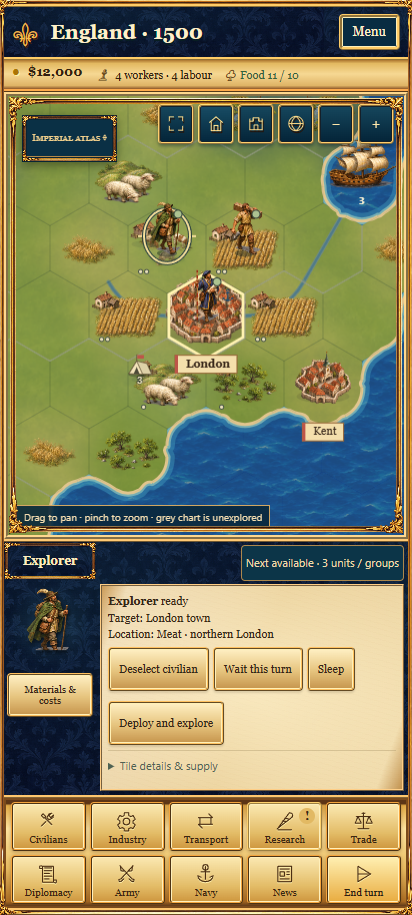 England · 1500
Menu
$12,000
4 workers · 4 labour
Food 11 / 10
Imperial atlas
−
+
3
London
Kent
Drag to pan · pinch to zoom · grey chart is unexplored
Explorer
Next available · 3 units / groups
Explorer ready
Target: London town
Location: Meat · northern London
Materials &
costs
Deselect civilian
Wait this turn
Sleep
Deploy and explore
Tile details & supply
Civilians
Industry
Transport
!
Research
Trade
Diplomacy
Army
Navy
News
End turn